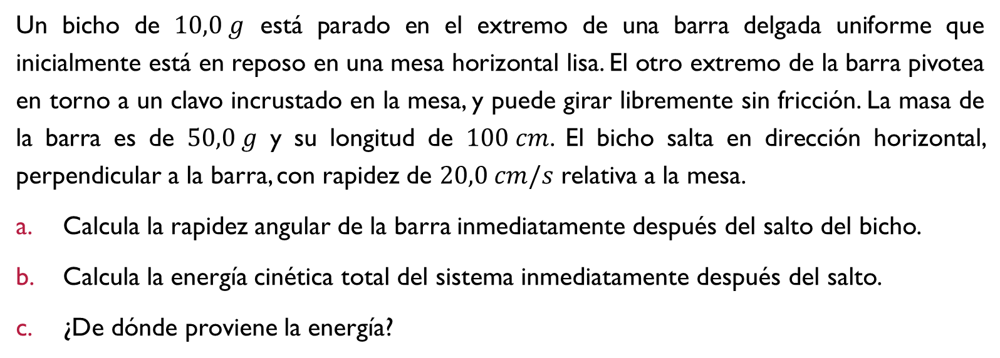 Un bicho de 10,0 g está parado en el extremo de una barra delgada uniforme que
inicialmente está en reposo en una mesa horizontal lisa. El otro extremo de la barra pivotea
en torno a un clavo incrustado en la mesa, y puede girar libremente sin fricción. La masa de
la barra es de 50,0 g y su longitud de 100 cm. El bicho salta en dirección horizontal,
perpendicular a la barra, con rapidez de 20,0 cm/s relativa a la mesa.
a. Calcula la rapidez angular de la barra inmediatamente después del salto del bicho.
b. Calcula la energía cinética total del sistema inmediatamente después del salto.
c. ¿De dónde proviene la energía?